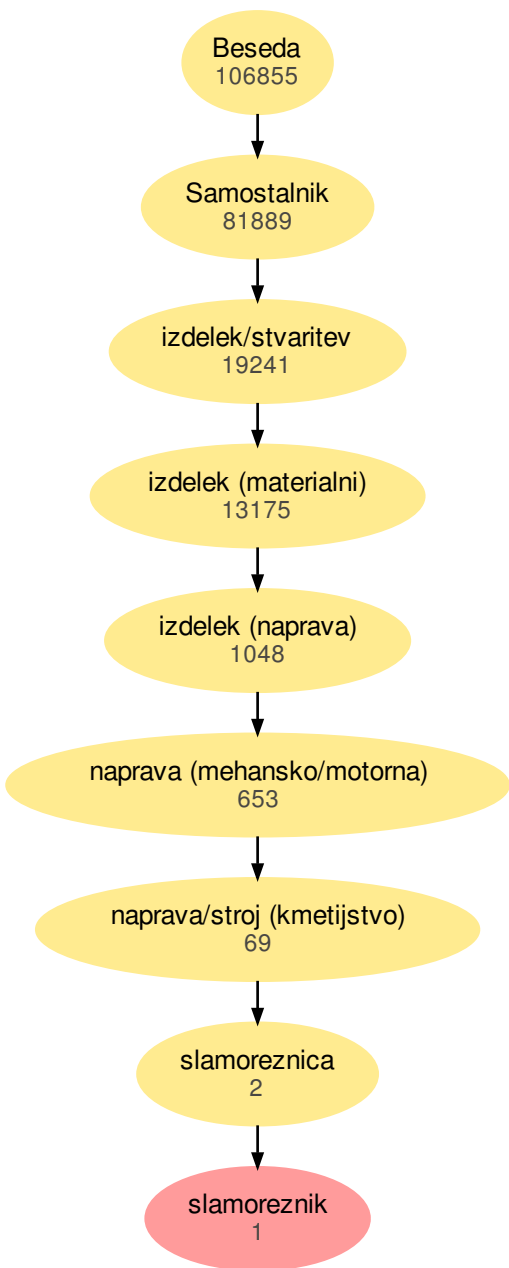 Beseda
106855
Samostalnik
81889
izdelek/stvaritev
19241
izdelek (materialni)
13175
izdelek (naprava)
1048
naprava (mehansko/motorna)
653
naprava/stroj (kmetijstvo)
69
slamoreznica
2
slamoreznik
1